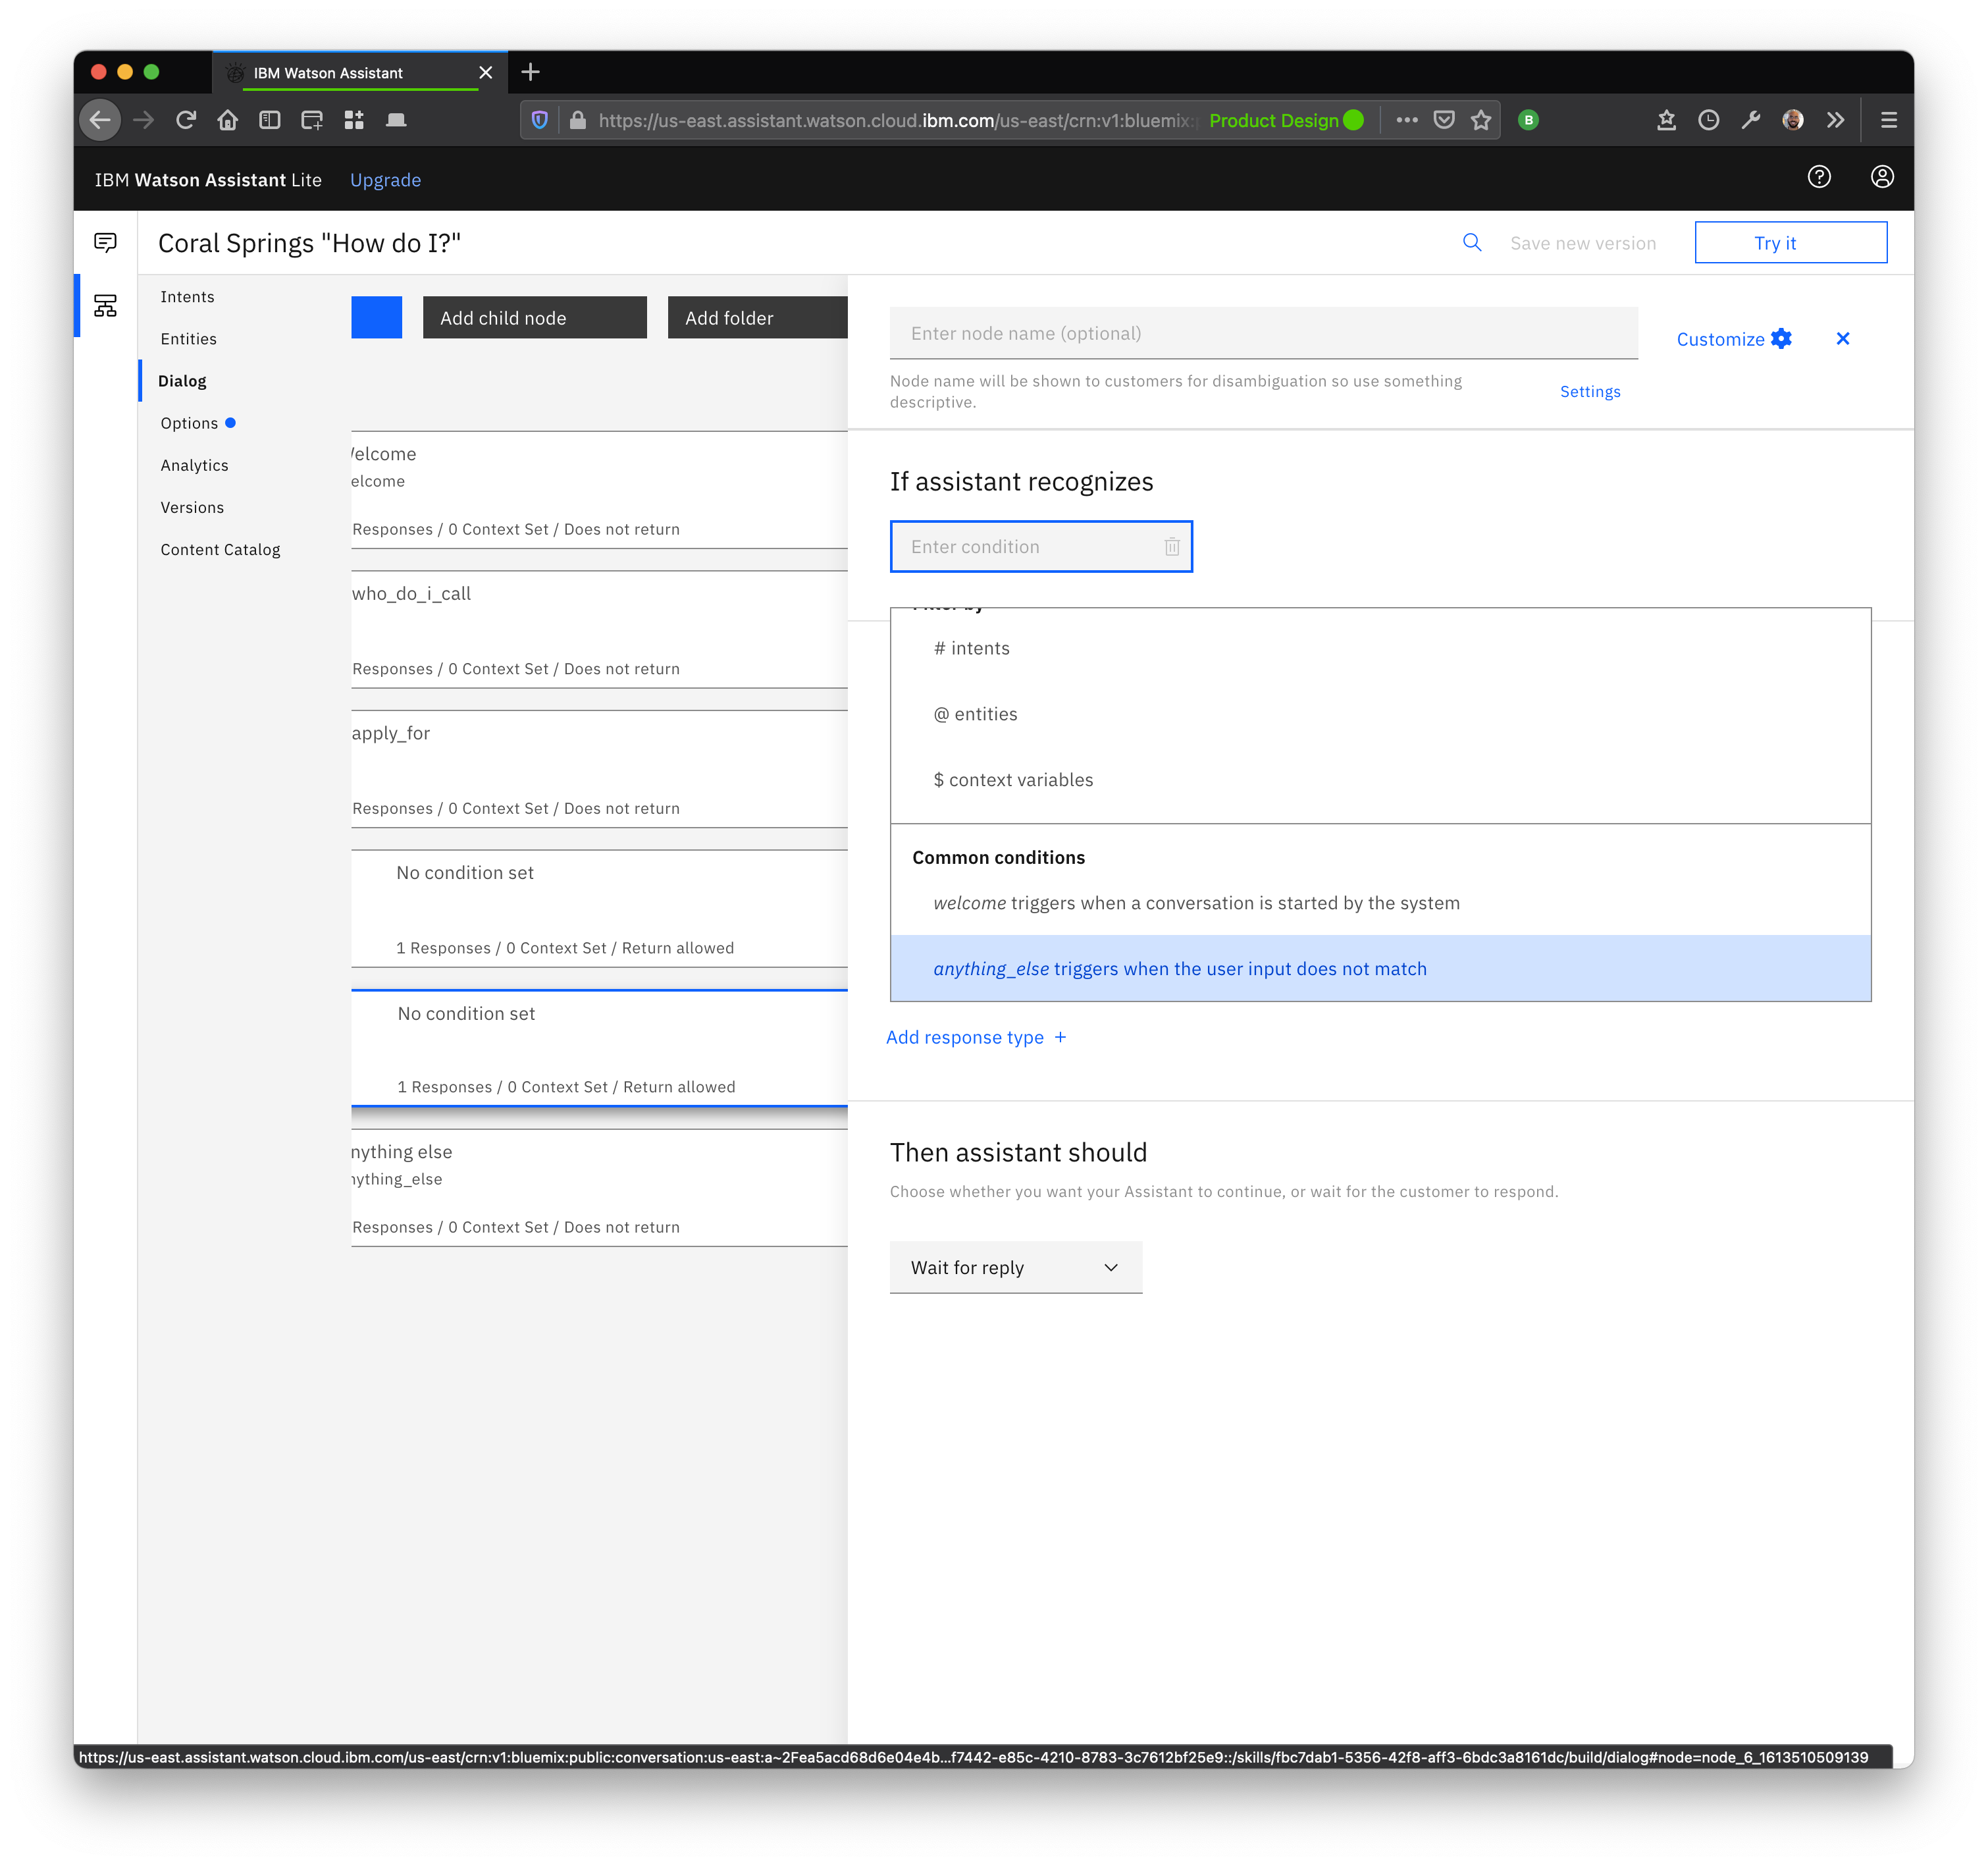 IBM Watson Assistant
https://us-east.assistant.watson.cloud.ibm.com/us-east/crn:v1:bluemix: Product Design
B
IBM Watson Assistant Lite Upgrade
Coral Springs "How do I?"
Save new version
Try it
Intents
Entities
Dialog
Options
Analytics
Versions
Content Catalog
Add child node
Add folder
elcome
elcome
Responses / 0 Context Set / Does not return
who_do_i_call
Responses / 0 Context Set / Does not return
apply_for
Responses / 0 Context Set / Does not return
No condition set
1 Responses / 0 Context Set / Return allowed
No condition set
1 Responses / 0 Context Set / Return allowed
nything else
nything_else
Responses / 0 Context Set / Does not return
Enter node name (optional)
Customize
Node name will be shown to customers for disambiguation so use something
descriptive.
Settings
If assistant recognizes
Enter condition
# intents
@ entities
$ context variables
Common conditions
welcome triggers when a conversation is started by the system
anything_else triggers when the user input does not match
Add response type +
Then assistant should
Choose whether you want your Assistant to continue, or wait for the customer to respond.
Wait for reply
https://us-east.assistant.watson.cloud.ibm.com/us-east/crn:v1:bluemix:public:conversation:us-east:a~2Fea5acd68d6e04e4b...f7442-e85c-4210-8783-3c7612bf25e9::/skills/fbc7dab1-5356-42f8-aff3-6bdc3a8161dc/build/dialog#node=node_6_1613510509139